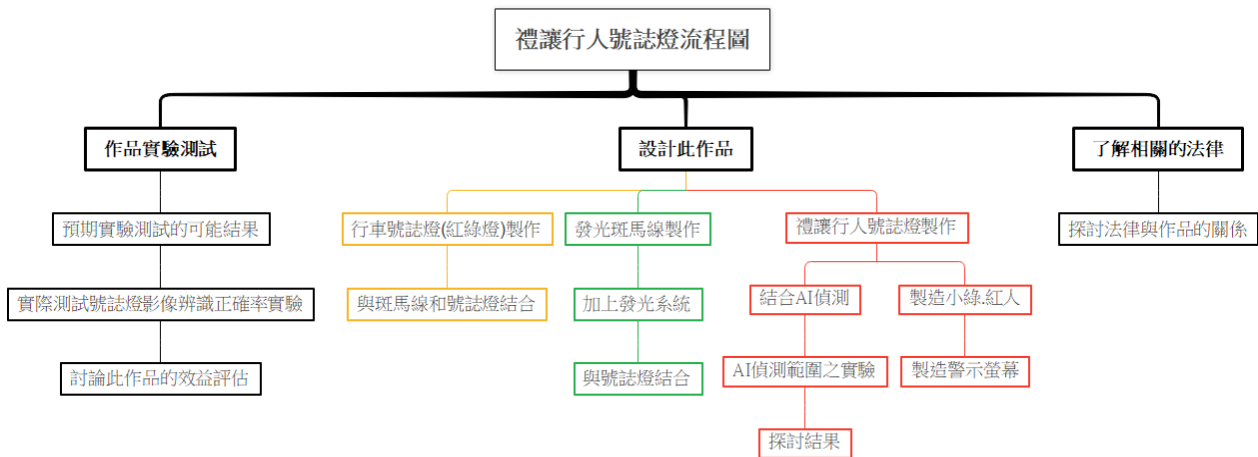 禮讓行人號誌燈流程圖
作品實驗測試
設計此作品
了解相關的法律
預期實驗測試的可能結果
行車號誌燈(紅綠燈)製作
發光斑馬線製作
禮讓行人號誌燈製作
探討法律與作品的關係
實際測試號誌燈影像辨識正確率實驗
與斑馬線和號誌燈結合
加上發光系統
結合AI偵測
製造小綠.紅人
討論此作品的效益評估
與號誌燈結合
AI偵測範圍之實驗
製造警示螢幕
探討結果